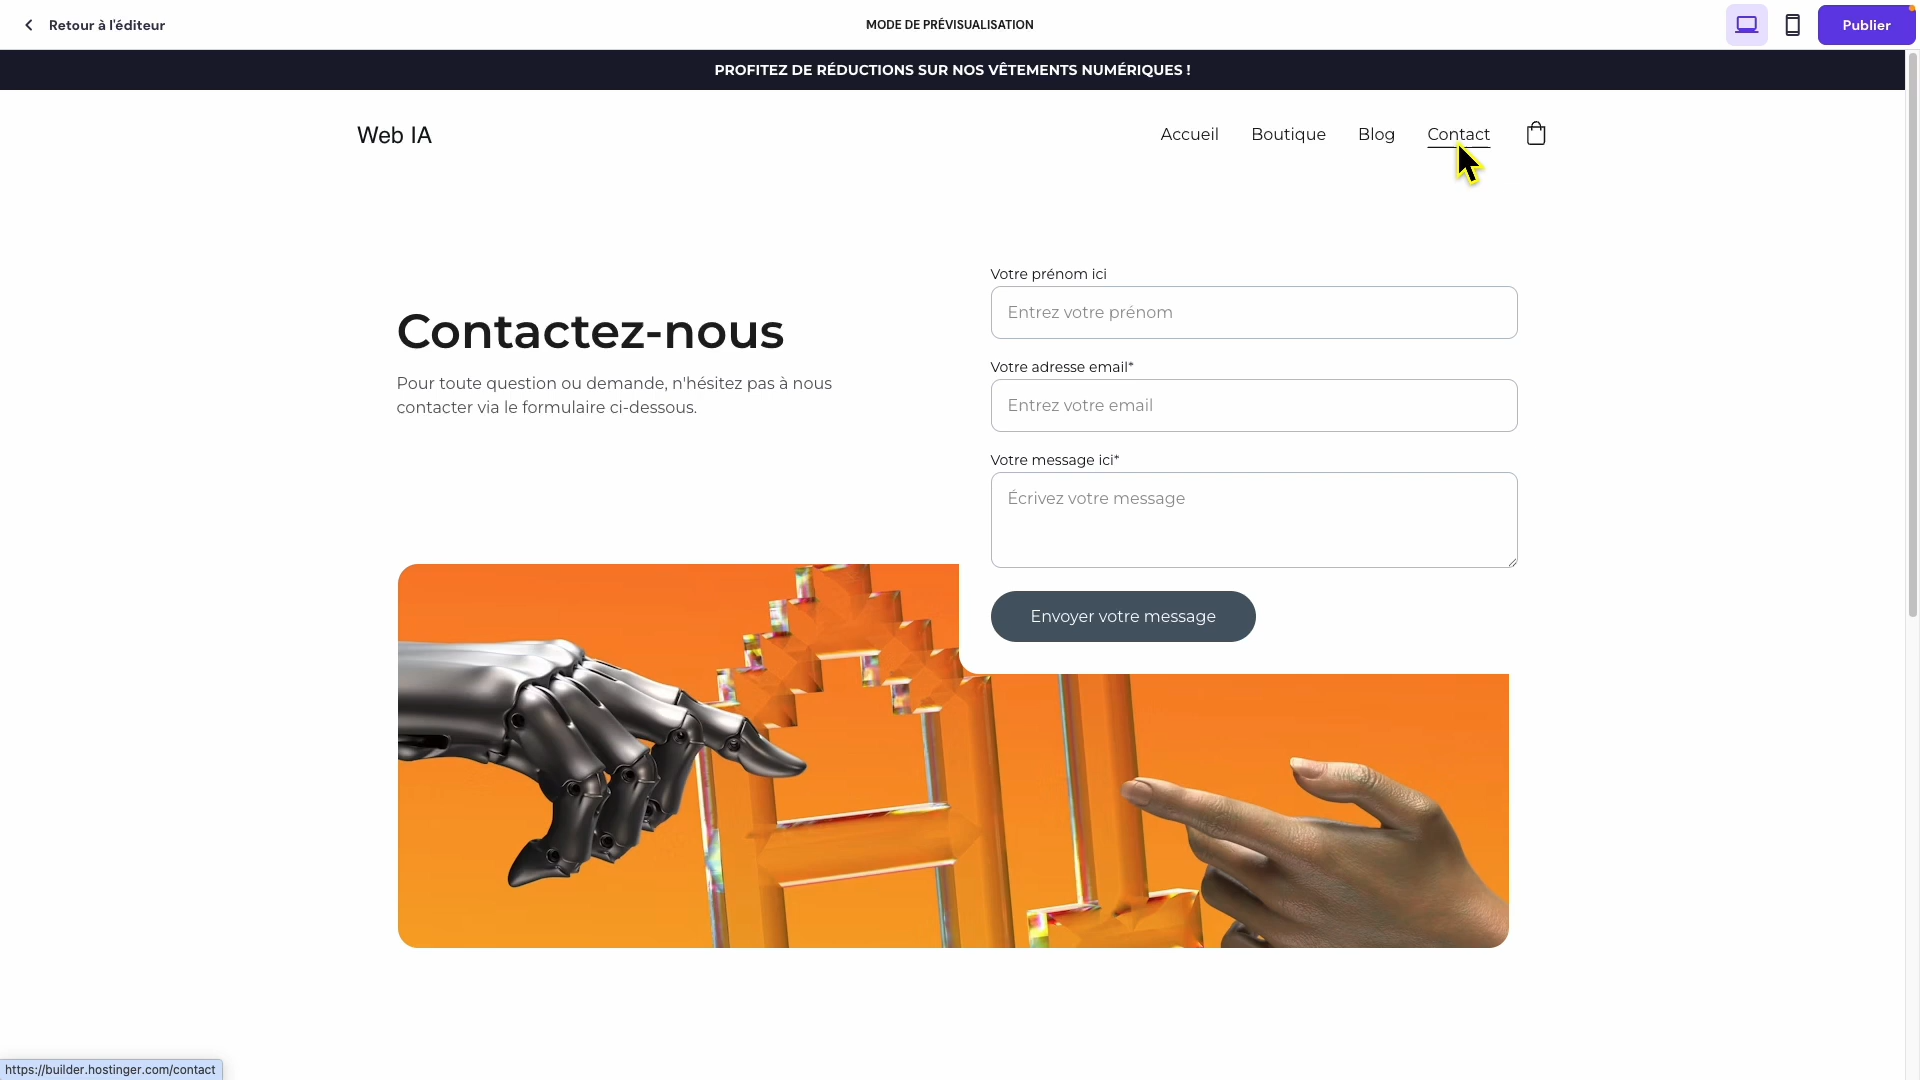 Retour à l'éditeur
MODE DE PRÉVISUALISATION
Publier
PROFITEZ DE RÉDUCTIONS SUR NOS VÊTEMENTS NUMÉRIQUES !
Web IA
Accueil
Boutique
Blog
Contact
Contactez-nous
Pour toute question ou demande, n'hésitez pas à nous
contacter via le formulaire ci-dessous.
Votre prénom ici
Entrez votre prénom
Votre adresse email*
Entrez votre email
Votre message ici*
Écrivez votre message
Envoyer votre message
https://builder.hostinger.com/contact